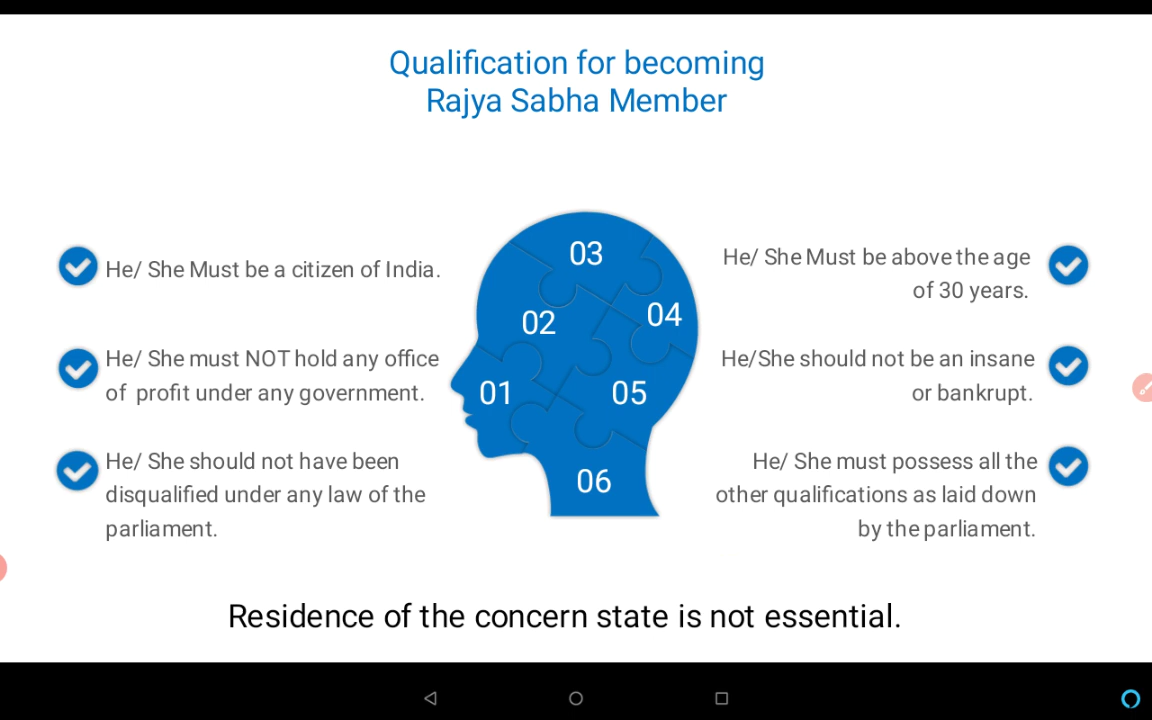 Qualification for becoming
Rajya Sabha Member
He/ She Must be a citizen of India.
He/ She must NOT hold any office
of profit under any government.
He/ She should not have been
disqualified under any law of the
parliament.
03
02
04
01
05
06
He/ She Must be above the age
of 30 years.
He/She should not be an insane
or bankrupt.
He/ She must possess all the
other qualifications as laid down
by the parliament.
Residence of the concern state is not essential.